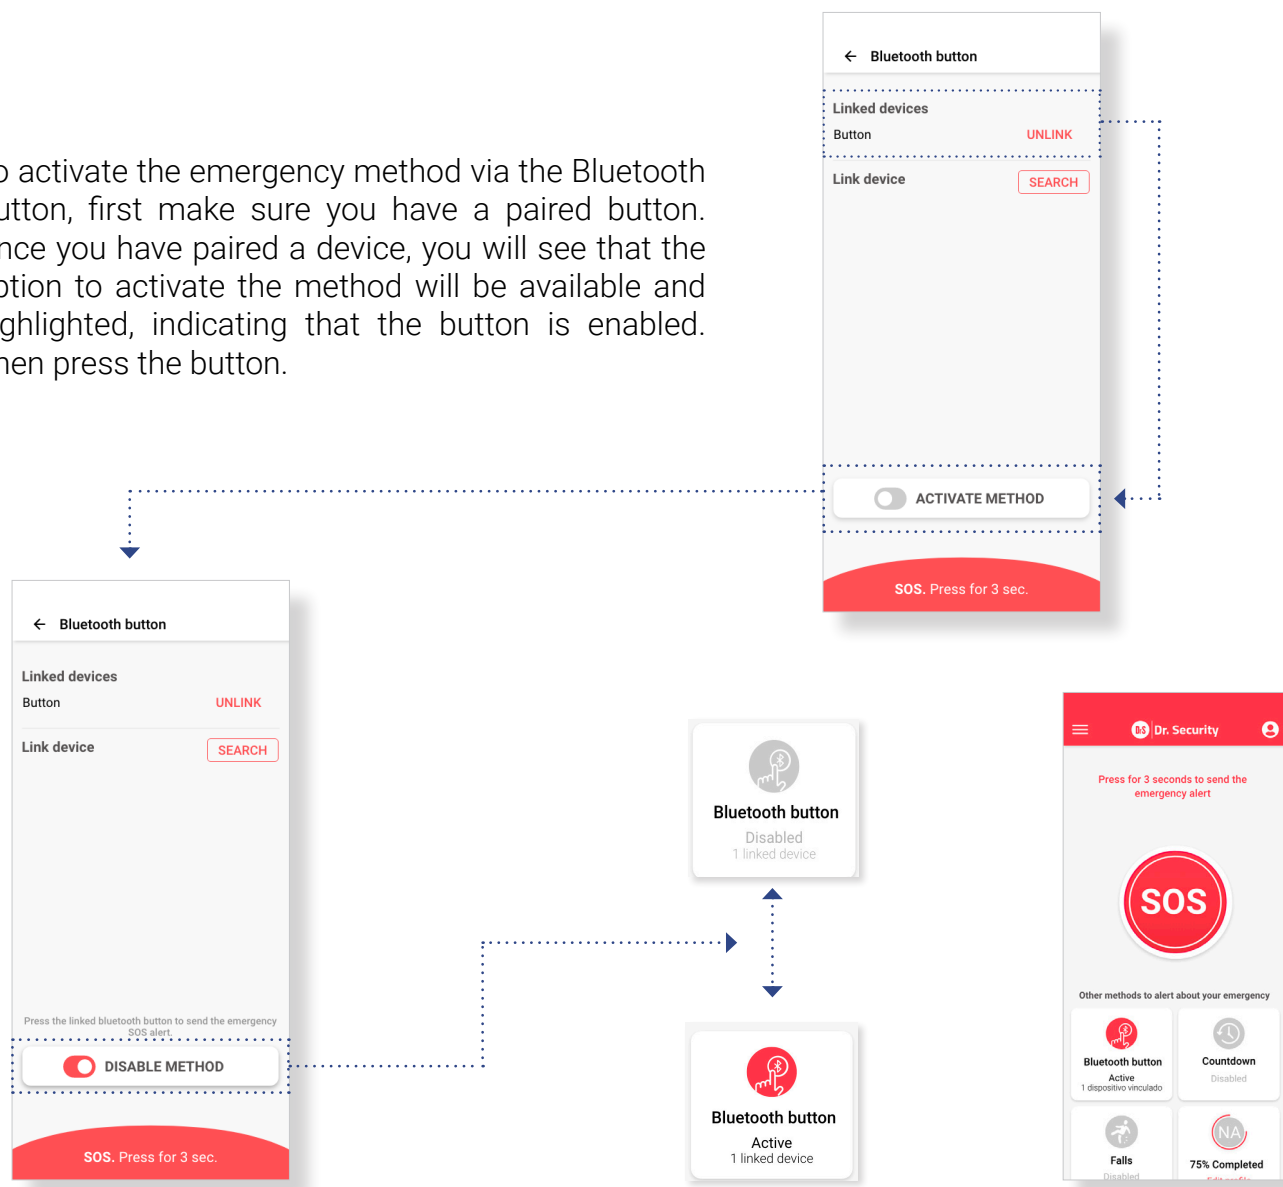 o activate the emergency method via the Bluetooth
utton, first make sure you have a paired button.
nce you have paired a device, you will see that the
ption to activate the method will be available and
ghlighted, indicating that the button is enabled.
hen press the button.
← Bluetooth button
Linked devices
Button UNLINK
Link device SEARCH
ACTIVATE METHOD
SOS. Press for 3 sec.
← Bluetooth button
Linked devices
Button UNLINK
Link device SEARCH
Press the linked bluetooth button to send the emergency
SOS alert.
DISABLE METHOD
SOS. Press for 3 sec.
Bluetooth button
Disabled
1 linked device
Bluetooth button
Active
1 linked device
DrS Dr. Security
Press for 3 seconds to send the
emergency alert
SOS
Other methods to alert about your emergency
Bluetooth button
Active
1 dispositivo vinculado
Countdown
Disabled
Falls
Disabled
NA
75% Completed
Edit profile